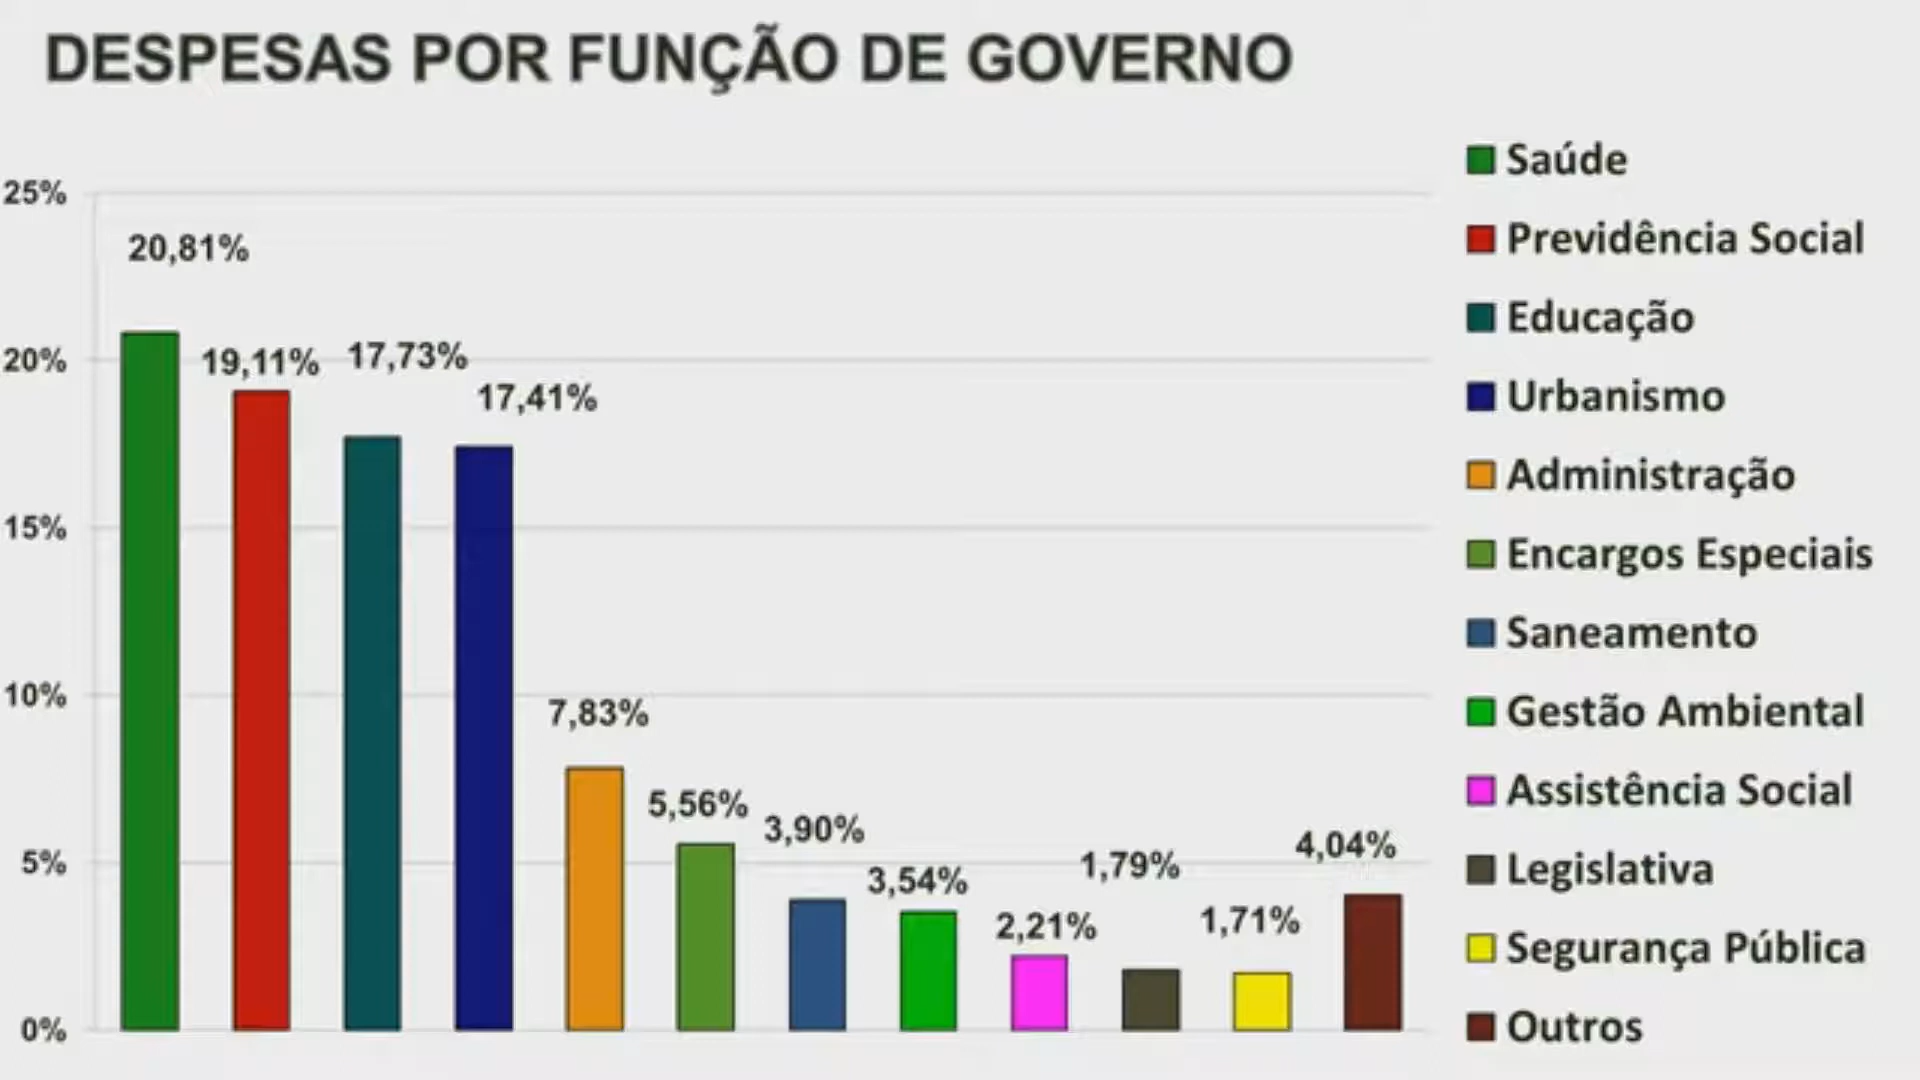 DESPESAS POR FUNÇÃO DE GOVERNO
25%
20%
15%
10%
5%
0%
20,81%
19,11%
17,73%
17,41%
7,83%
5,56%
3,90%
3,54%
2,21%
1,79%
1,71%
4,04%
Saúde
Previdência Social
Educação
Urbanismo
Administração
Encargos Especiais
Saneamento
Gestão Ambiental
Assistência Social
Legislativa
Segurança Pública
Outros